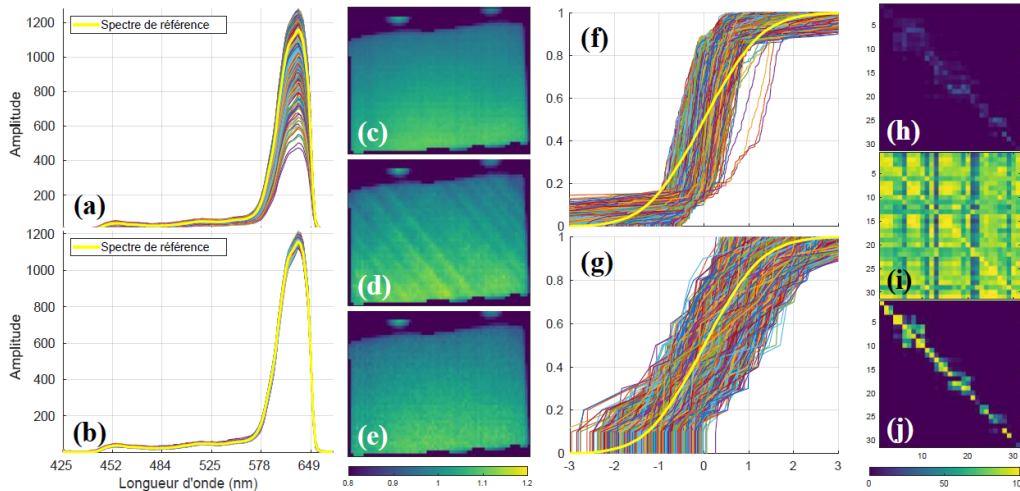 1200
1000
800
600
400
200
Amplitude
Spectre de référence
(a)
1200
1000
800
600
400
200
Amplitude
Spectre de référence
(b)
425 452 484 525 578 649
Longueur d'onde (nm)
(c)
(d)
(e)
0.8 0.9 1 1.1 1.2
1
0.8
0.6
0.4
0.2
0
(f)
1
0.8
0.6
0.4
0.2
0
(g)
-3 -2 -1 0 1 2 3
5
10
15
20
25
30
(h)
5
10
15
20
25
30
(i)
5
10
15
20
25
30
(j)
0 50 100